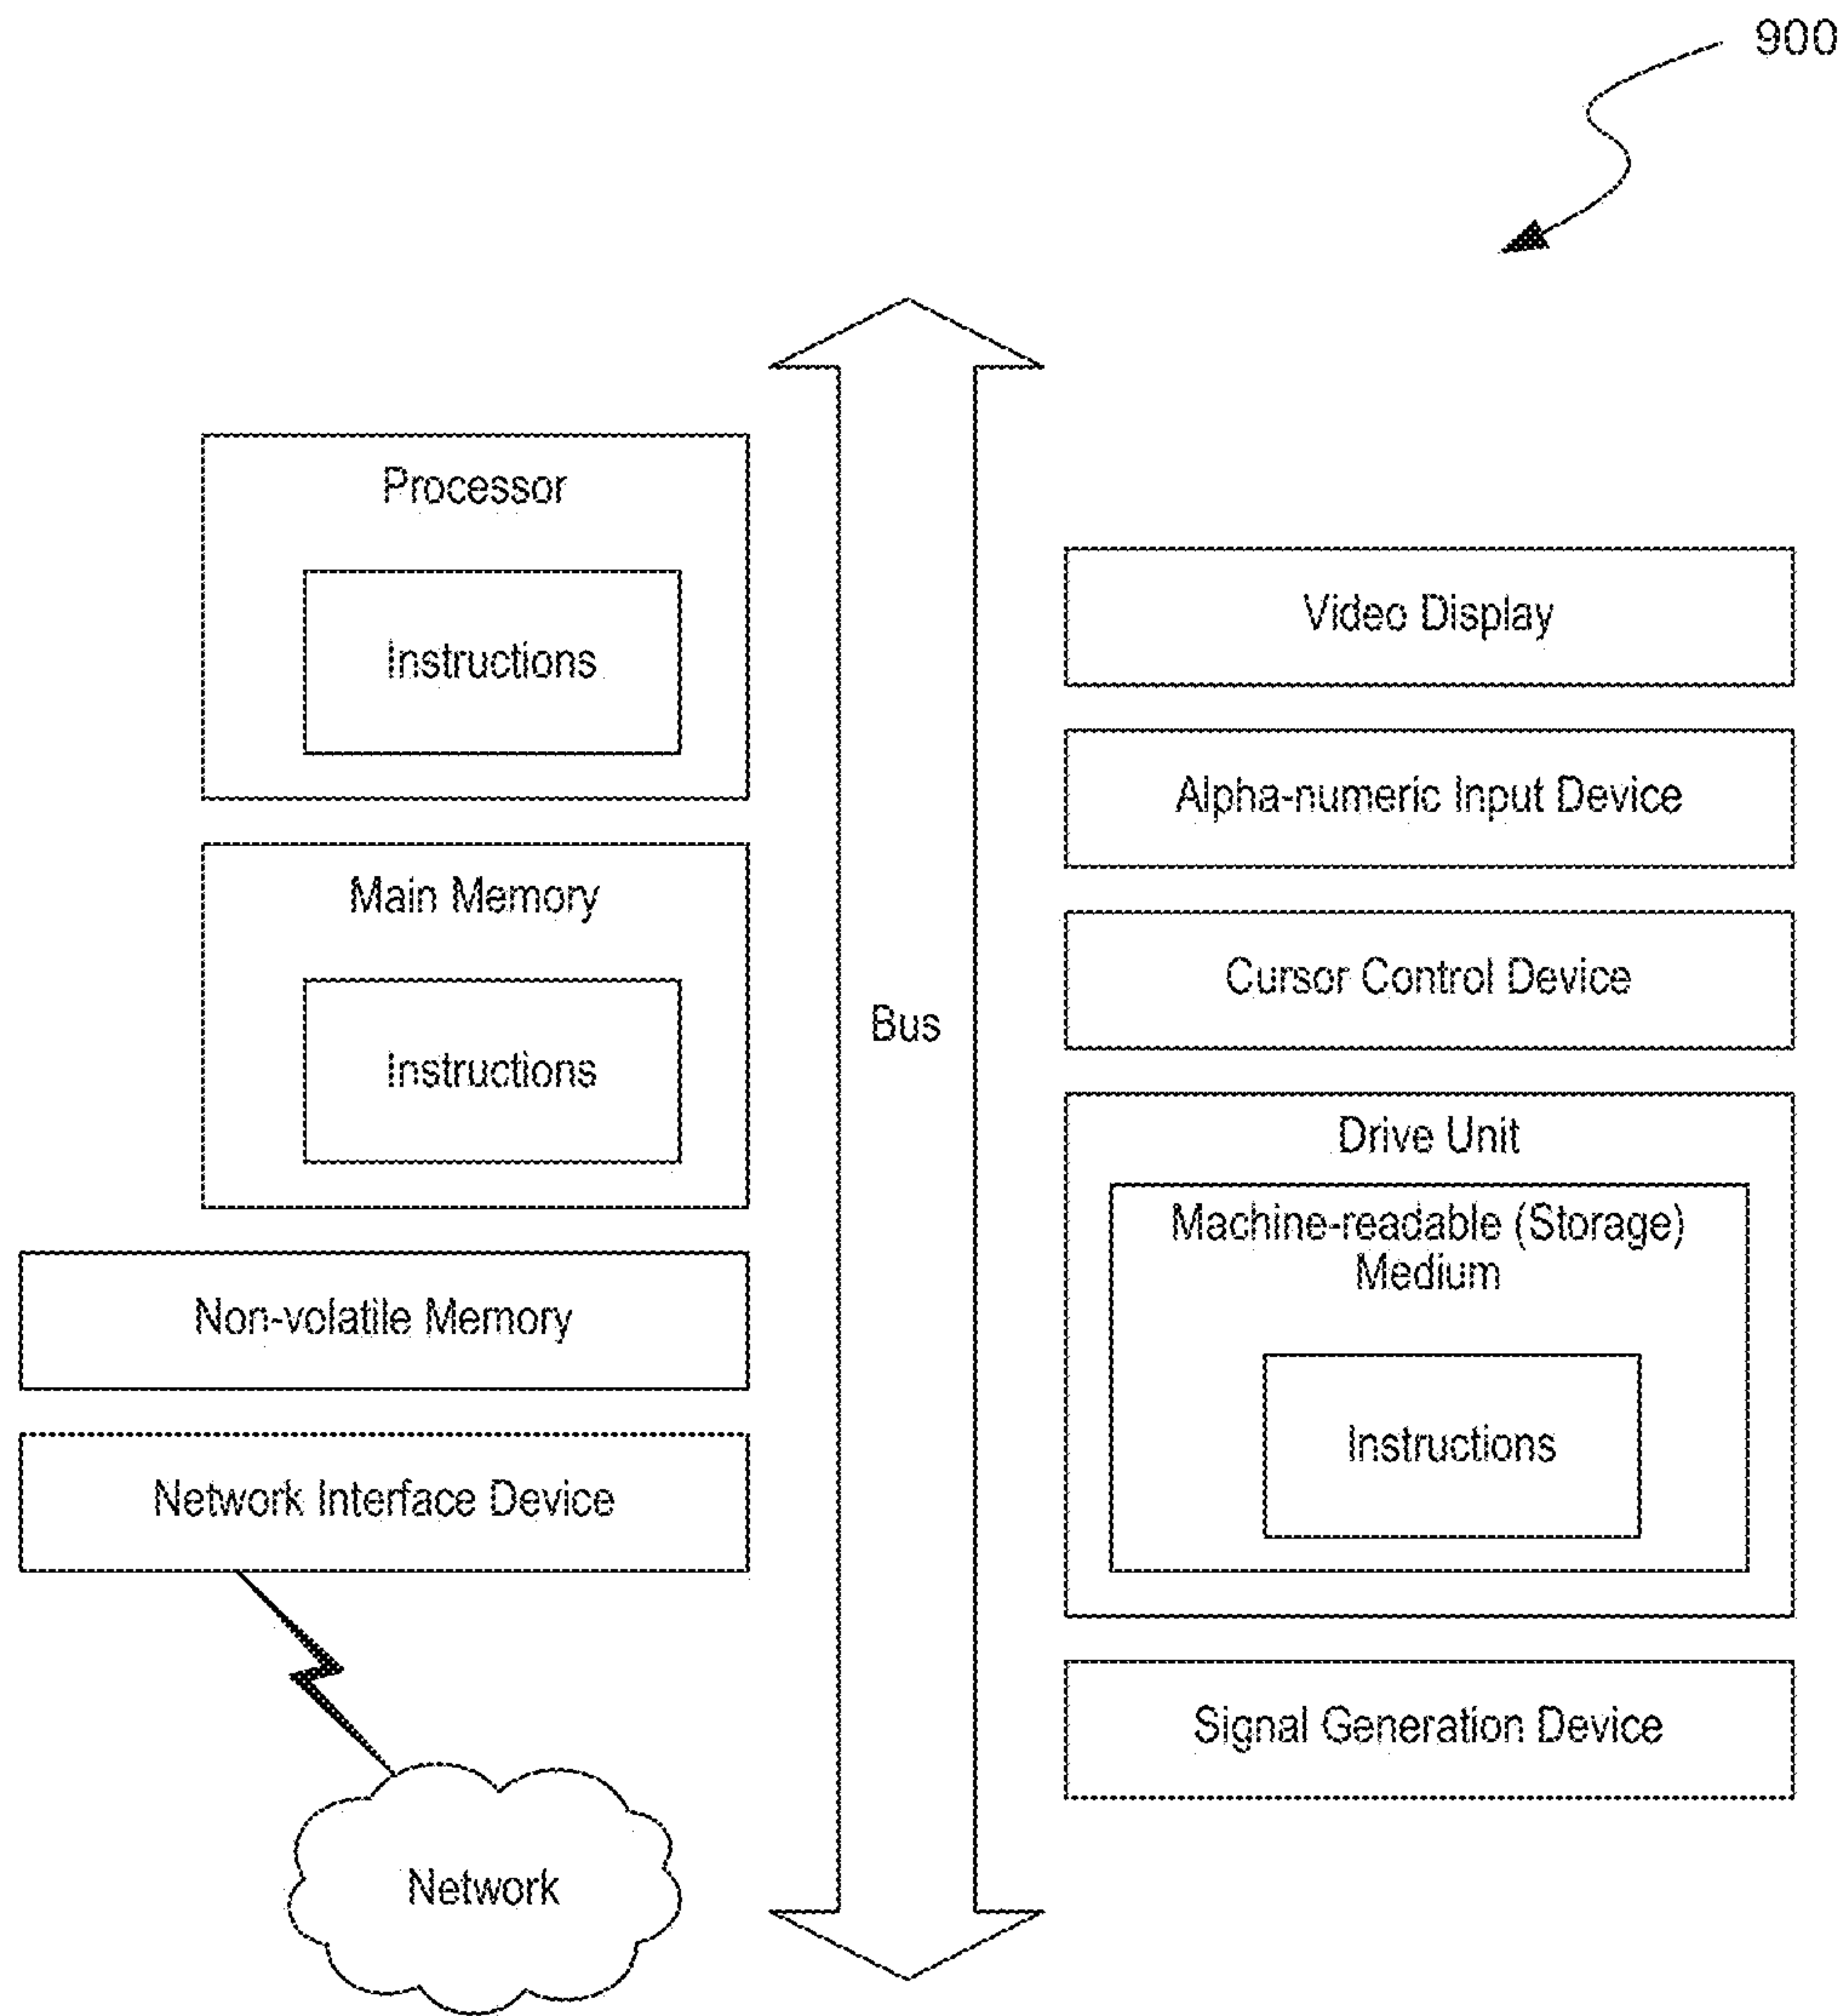 900
Processor
Instructions
Main Memory
Instructions
Non-volatile Memory
Network Interface Device
Network
Bus
Video Display
Alpha-numeric Input Device
Cursor Control Device
Drive Unit
Machine-readable (Storage)
Medium
Instructions
Signal Generation Device